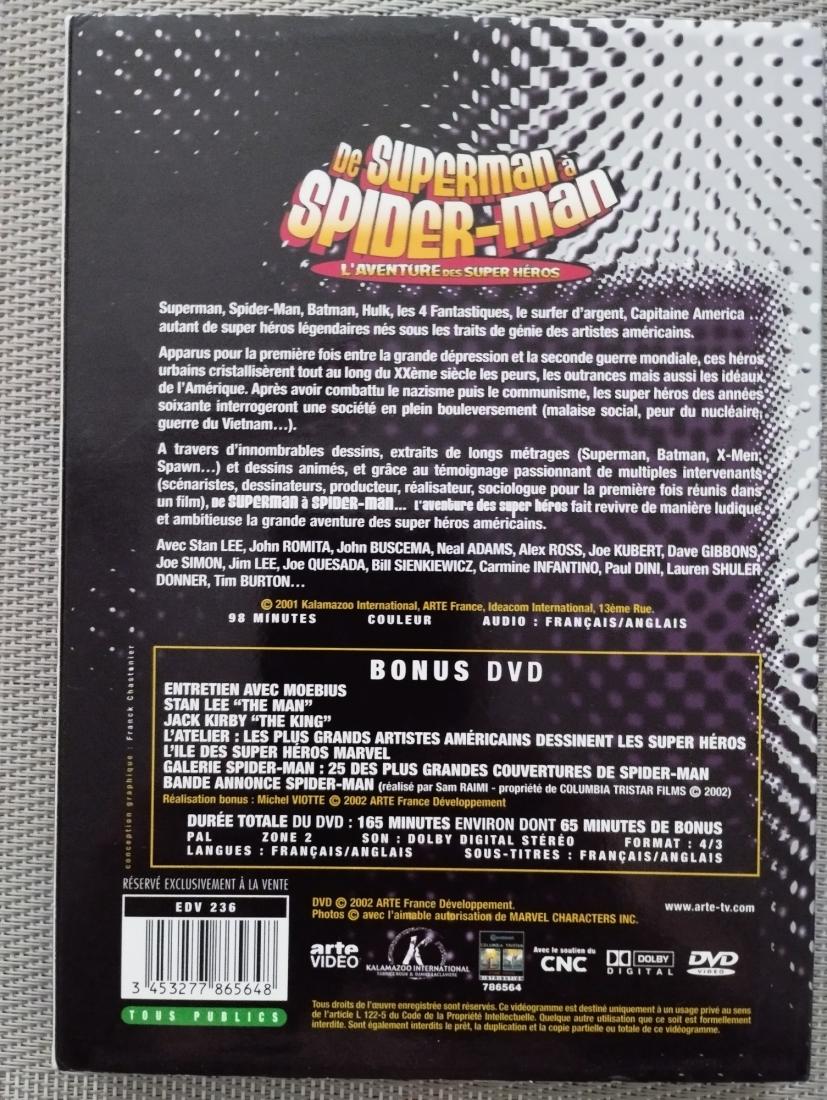 De SUPERMAN à
SPIDER-MAN
L'AVENTURE DES SUPER HÉROS
Superman, Spider-Man, Batman, Hulk, les 4 Fantastiques, le surfer d'argent, Capitaine America ...
autant de super héros légendaires nés sous les traits de génie des artistes américains.
Apparus pour la première fois entre la grande dépression et la seconde guerre mondiale, ces héros
urbains cristallisèrent tout au long du XXème siècle les peurs, les outrances mais aussi les idéaux
de l'Amérique. Après avoir combattu le nazisme puis le communisme, les super héros des années
soixante interrogeront une société en plein bouleversement (malaise social, peur du nucléaire,
guerre du Vietnam...).
A travers d'innombrables dessins, extraits de longs métrages (Superman, Batman, X-Men,
Spawn...) et dessins animés, et grâce au témoignage passionnant de multiples intervenants
(scénaristes, dessinateurs, producteur, réalisateur, sociologue pour la première fois réunis dans
un film), De SUPERMAN à SPIDER-MAN... l'aventure des super héros fait revivre de manière ludique
et ambitieuse la grande aventure des super héros américains.
Avec Stan LEE, John ROMITA, John BUSCEMA, Neal ADAMS, Alex ROSS, Joe KUBERT, Dave GIBBONS,
Joe SIMON, Jim LEE, Joe QUESADA, Bill SIENKIEWICZ, Carmine INFANTINO, Paul DINI, Lauren SHULER
DONNER, Tim BURTON...
© 2001 Kalamazoo International, ARTE France, Ideacom International, 13ème Rue.
98 MINUTES COULEUR AUDIO : FRANÇAIS/ANGLAIS
BONUS DVD
ENTRETIEN AVEC MOEBIUS
STAN LEE "THE MAN"
JACK KIRBY "THE KING"
L'ATELIER : LES PLUS GRANDS ARTISTES AMÉRICAINS DESSINENT LES SUPER HÉROS
L'ILE DES SUPER HÉROS MARVEL
GALERIE SPIDER-MAN : 25 DES PLUS GRANDES COUVERTURES DE SPIDER-MAN
BANDE ANNONCE SPIDER-MAN (réalisé par Sam RAIMI - propriété de COLUMBIA TRISTAR FILMS © 2002)
Réalisation bonus : Michel VIOTTE © 2002 ARTE France Développement
DURÉE TOTALE DU DVD : 165 MINUTES ENVIRON DONT 65 MINUTES DE BONUS
PAL ZONE 2 SON : DOLBY DIGITAL STÉRÉO FORMAT : 4/3
LANGUES : FRANÇAIS/ANGLAIS SOUS-TITRES : FRANÇAIS/ANGLAIS
conception graphique : Franck Chastanier
RÉSERVÉ EXCLUSIVEMENT À LA VENTE
EDV 236
3 453277 865648
TOUS PUBLICS
DVD © 2002 ARTE France Développement.
Photos © avec l'aimable autorisation de MARVEL CHARACTERS INC.
www.arte-tv.com
arte
VIDEO
K
KALAMAZOO INTERNATIONAL
COLUMBIA TRISTAR
DISTRIBUTION
786564
Avec le soutien du
CNC
DOLBY
DIGITAL
DVD
VIDEO
Tous droits de l'œuvre enregistrée sont réservés. Ce vidéogramme est destiné uniquement à un usage privé au sens
de l'article L 122-5 du Code de la Propriété Intellectuelle. Quelque autre utilisation que ce soit est formellement
interdite. Sont également interdits le prêt, la duplication et la copie partielle ou totale de ce vidéogramme.